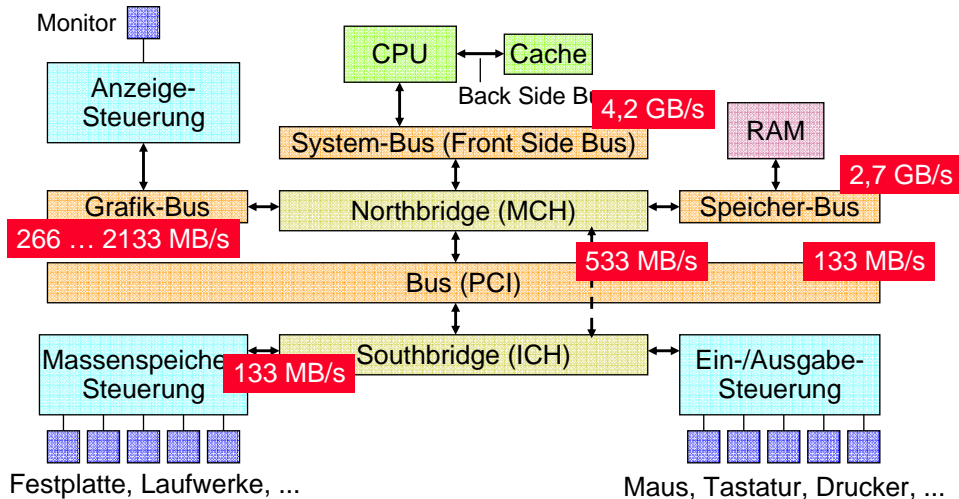 Monitor
CPU
Cache
Back Side Bu
Anzeige-
Steuerung
4,2 GB/s
RAM
System-Bus (Front Side Bus)
2,7 GB/s
Grafik-Bus
Northbridge (MCH)
Speicher-Bus
266 … 2133 MB/s
533 MB/s
133 MB/s
Bus (PCI)
Massenspeiche
Steuerung
133 MB/s
Southbridge (ICH)
Ein-/Ausgabe-
Steuerung
Festplatte, Laufwerke, ...
Maus, Tastatur, Drucker, ...